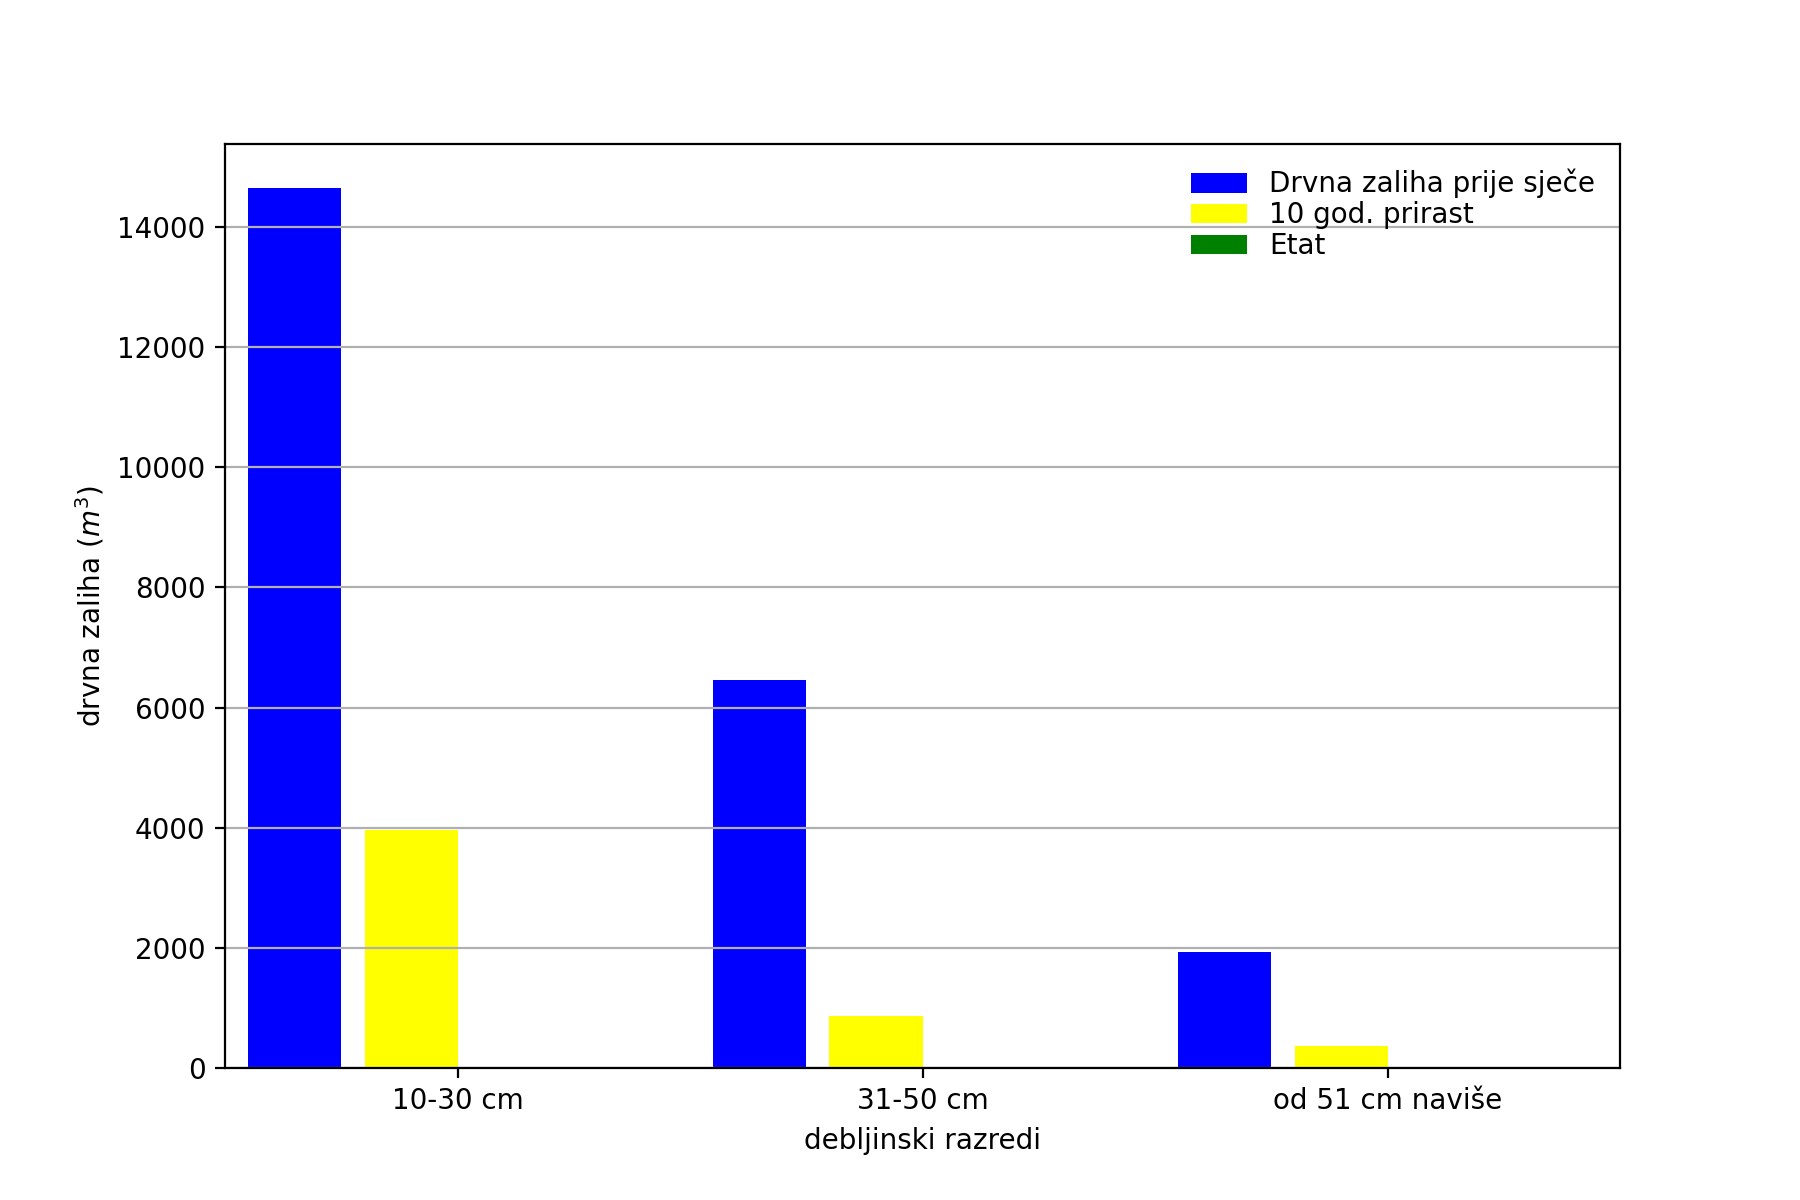 Drvna zaliha prije sječe
10 god. prirast
Etat
14000
12000
10000
8000
6000
4000
2000
0
drvna zaliha (m³)
10-30 cm
31-50 cm
od 51 cm naviše
debljinski razredi